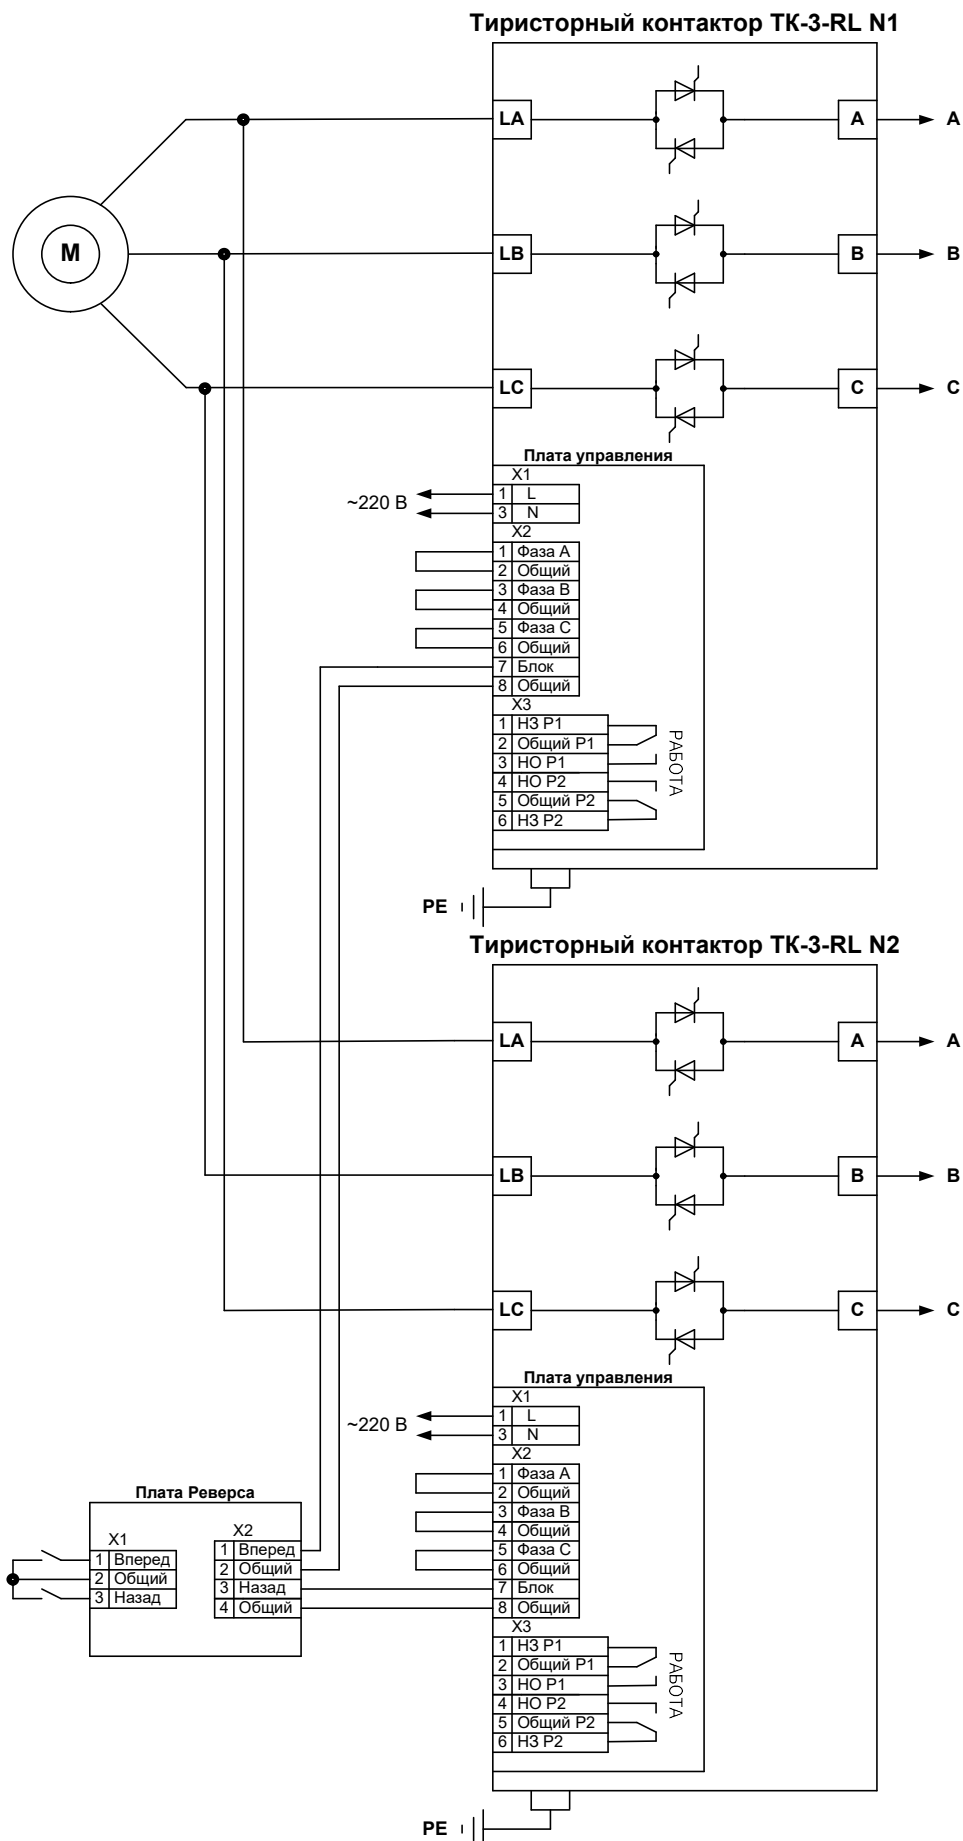 Тиристорный контактор ТК-3-RL N1
LA A A
M
LB B B
LC C C
Плата управления
X1
~220 В
1 L
3 N
X2
1 Фаза А
2 Общий
3 Фаза В
4 Общий
5 Фаза С
6 Общий
7 Блок
8 Общий
X3
1 НЗ Р1
2 Общий Р1
3 НО Р1
4 НО Р2
5 Общий Р2
6 НЗ Р2
РАБОТА
PE
Тиристорный контактор ТК-3-RL N2
LA A A
LB B B
LC C C
Плата управления
X1
~220 В
1 L
3 N
X2
1 Фаза А
2 Общий
3 Фаза В
4 Общий
5 Фаза С
6 Общий
7 Блок
8 Общий
X3
1 НЗ Р1
2 Общий Р1
3 НО Р1
4 НО Р2
5 Общий Р2
6 НЗ Р2
РАБОТА
Плата Реверса
X1
1 Вперед
2 Общий
3 Назад
X2
1 Вперед
2 Общий
3 Назад
4 Общий
PE